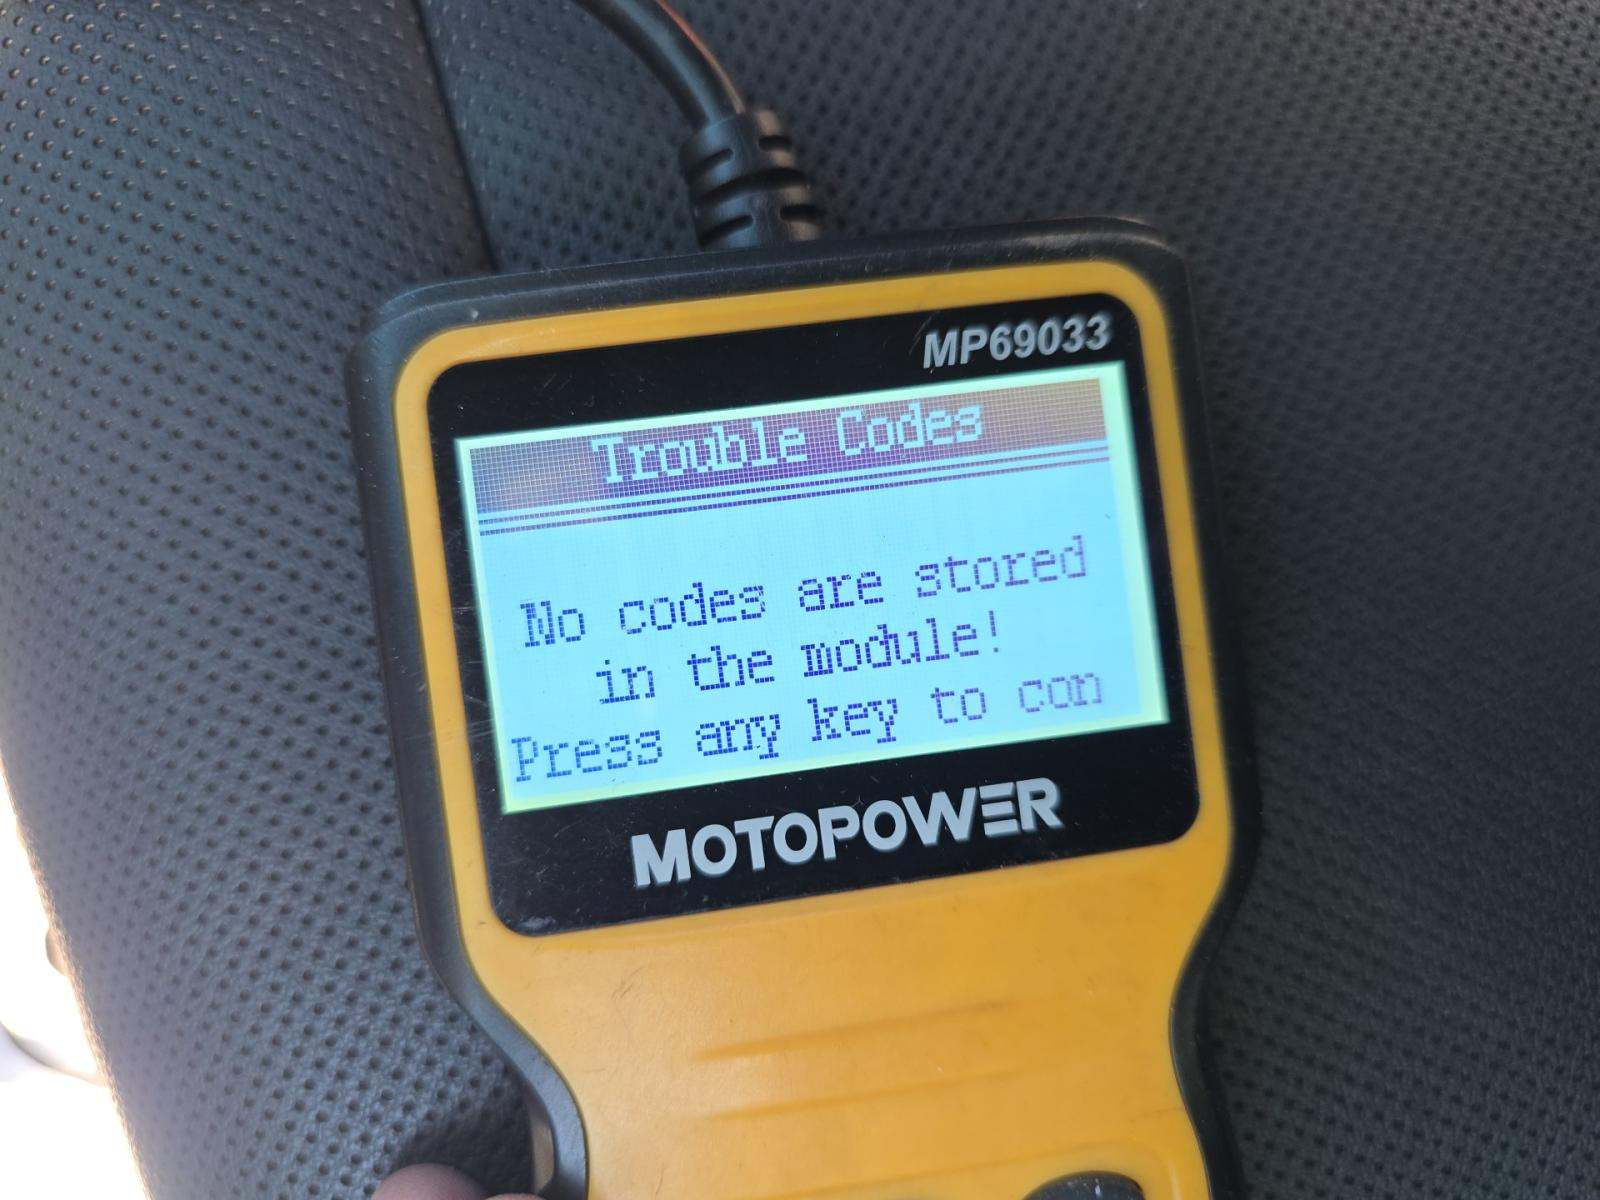 MP69033
Trouble Codes
No codes are stored
in the module!
Press any key to con
MOTOPOWER